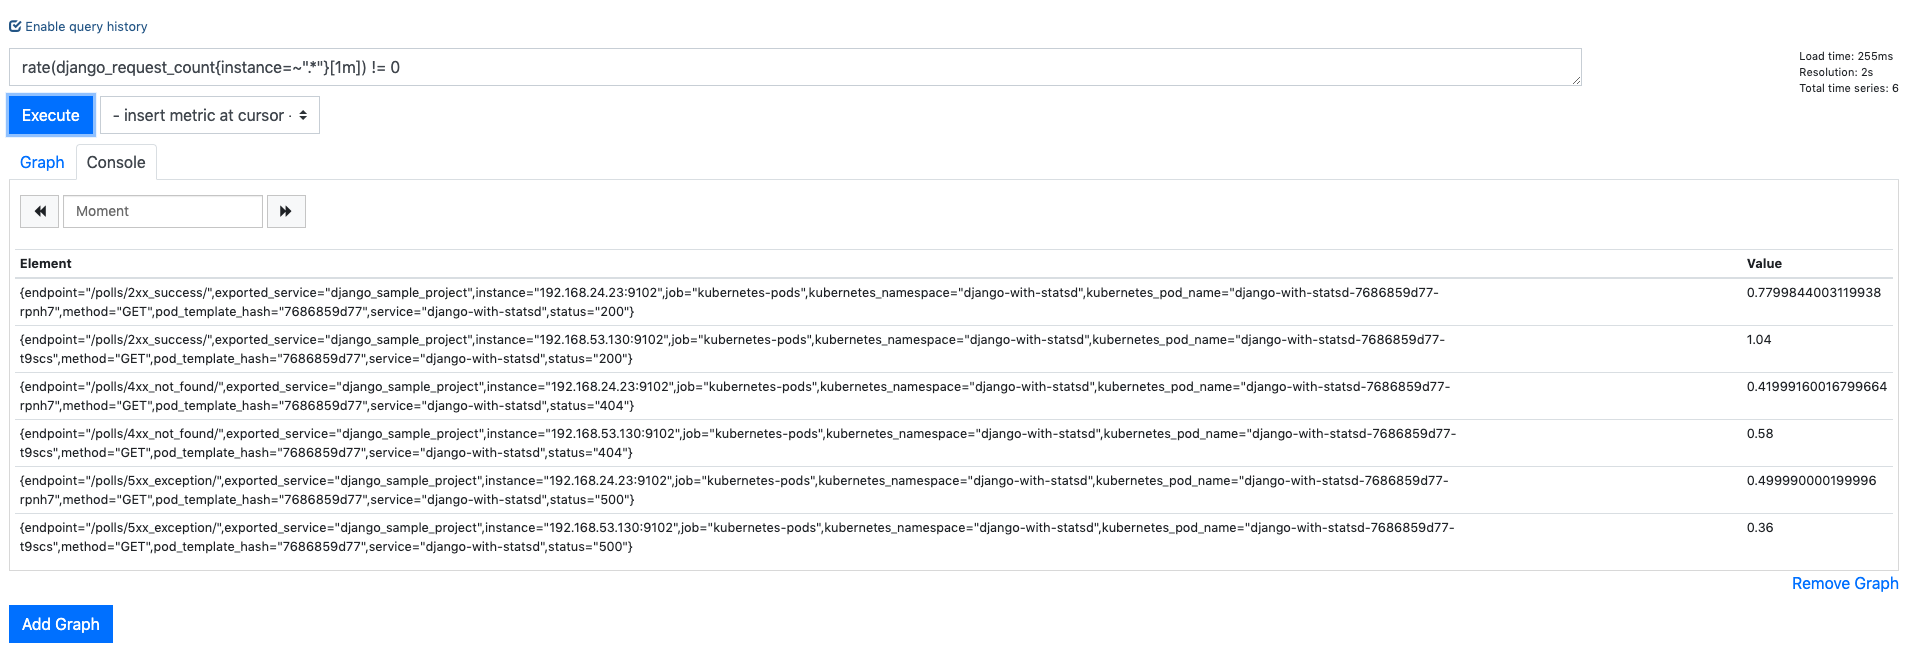 Enable query history
rate(django_request_count{instance=~".*"}[1m]) != 0
Load time: 255ms
Resolution: 2s
Total time series: 6
Execute
- insert metric at cursor -
Graph
Console
Moment
Element Value
{endpoint="/polls/2xx_success/",exported_service="django_sample_project",instance="192.168.24.23:9102",job="kubernetes-pods",kubernetes_namespace="django-with-statsd",kubernetes_pod_name="django-with-statsd-7686859d77- 0.7799844003119938
rpnh7",method="GET",pod_template_hash="7686859d77",service="django-with-statsd",status="200"}
{endpoint="/polls/2xx_success/",exported_service="django_sample_project",instance="192.168.53.130:9102",job="kubernetes-pods",kubernetes_namespace="django-with-statsd",kubernetes_pod_name="django-with-statsd-7686859d77- 1.04
t9scs",method="GET",pod_template_hash="7686859d77",service="django-with-statsd",status="200"}
{endpoint="/polls/4xx_not_found/",exported_service="django_sample_project",instance="192.168.24.23:9102",job="kubernetes-pods",kubernetes_namespace="django-with-statsd",kubernetes_pod_name="django-with-statsd-7686859d77- 0.41999160016799664
rpnh7",method="GET",pod_template_hash="7686859d77",service="django-with-statsd",status="404"}
{endpoint="/polls/4xx_not_found/",exported_service="django_sample_project",instance="192.168.53.130:9102",job="kubernetes-pods",kubernetes_namespace="django-with-statsd",kubernetes_pod_name="django-with-statsd-7686859d77- 0.58
t9scs",method="GET",pod_template_hash="7686859d77",service="django-with-statsd",status="404"}
{endpoint="/polls/5xx_exception/",exported_service="django_sample_project",instance="192.168.24.23:9102",job="kubernetes-pods",kubernetes_namespace="django-with-statsd",kubernetes_pod_name="django-with-statsd-7686859d77- 0.499990000199996
rpnh7",method="GET",pod_template_hash="7686859d77",service="django-with-statsd",status="500"}
{endpoint="/polls/5xx_exception/",exported_service="django_sample_project",instance="192.168.53.130:9102",job="kubernetes-pods",kubernetes_namespace="django-with-statsd",kubernetes_pod_name="django-with-statsd-7686859d77- 0.36
t9scs",method="GET",pod_template_hash="7686859d77",service="django-with-statsd",status="500"}
Remove Graph
Add Graph